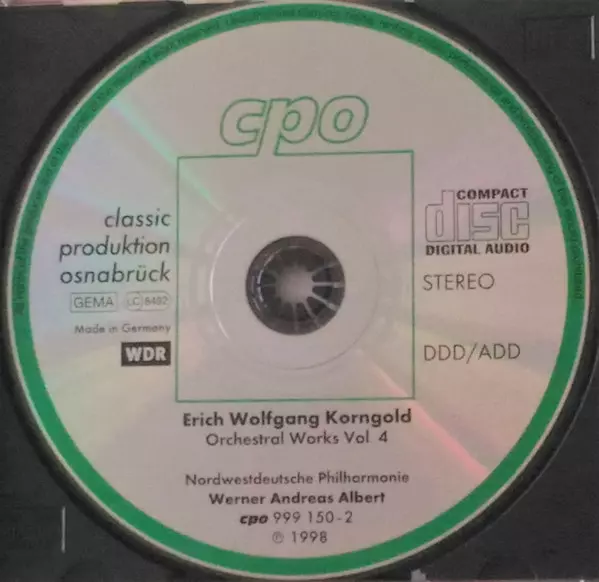 cpo
classic
produktion
osnabrück
GEMA LC 8492
Made in Germany
WDR
COMPACT
disc
DIGITAL AUDIO
STEREO
DDD/ADD
Erich Wolfgang Korngold
Orchestral Works Vol. 4
Nordwestdeutsche Philharmonie
Werner Andreas Albert
cpo 999 150-2
℗ 1998